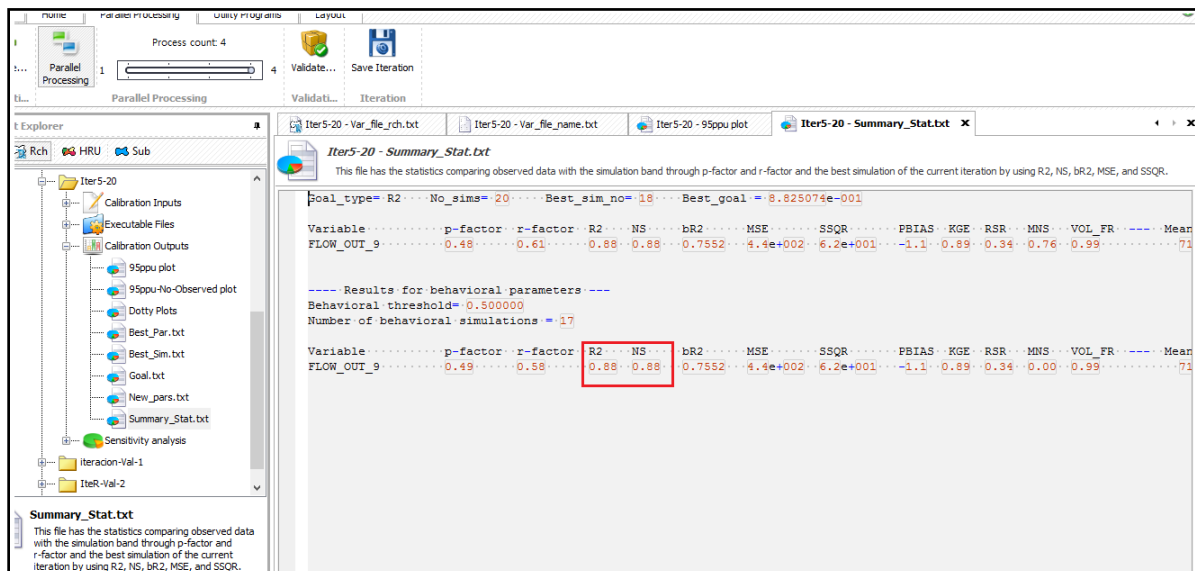 Home Parallel Processing Utility Programs Layout
Process count: 4
Parallel Processing 1 4 Validate... Save Iteration
Parallel Processing Validati... Iteration
t Explorer
Rch HRU Sub
Iter5-20
Calibration Inputs
Executable Files
Calibration Outputs
95ppu plot
95ppu-No-Observed plot
Dotty Plots
Best_Par.txt
Best_Sim.txt
Goal.txt
New_pars.txt
Summary_Stat.txt
Sensitivity analysis
iteracion-Val-1
IteR-Val-2
Summary_Stat.txt
This file has the statistics comparing observed data
with the simulation band through p-factor and
r-factor and the best simulation of the current
iteration by using R2, NS, bR2, MSE, and SSQR.
Iter5-20 - Var_file_rch.txt Iter5-20 - Var_file_name.txt Iter5-20 - 95ppu plot Iter5-20 - Summary_Stat.txt X
Iter5-20 - Summary_Stat.txt
This file has the statistics comparing observed data with the simulation band through p-factor and r-factor and the best simulation of the current iteration by using R2, NS, bR2, MSE, and SSQR.
Goal_type= R2 No_sims= 20 Best_sim_no= 18 Best_goal = 8.825074e-001
Variable p-factor r-factor R2 NS bR2 MSE SSQR PBIAS KGE RSR MNS VOL_FR --- Mean
FLOW_OUT_9 0.48 0.61 0.88 0.88 0.7552 4.4e+002 6.2e+001 -1.1 0.89 0.34 0.76 0.99 71
---- Results for behavioral parameters ---
Behavioral threshold= 0.500000
Number of behavioral simulations = 17
Variable p-factor r-factor R2 NS bR2 MSE SSQR PBIAS KGE RSR MNS VOL_FR --- Mean
FLOW_OUT_9 0.49 0.58 0.88 0.88 0.7552 4.4e+002 6.2e+001 -1.1 0.89 0.34 0.00 0.99 71